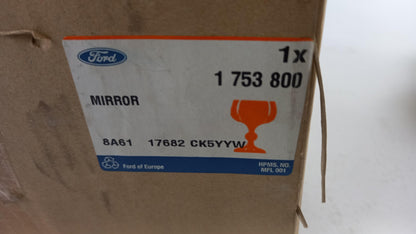 Ford
1x
1 753 800
MIRROR
8A61 17682 CK5YYW
Ford of Europe
HPMS. NO.
MFL 001